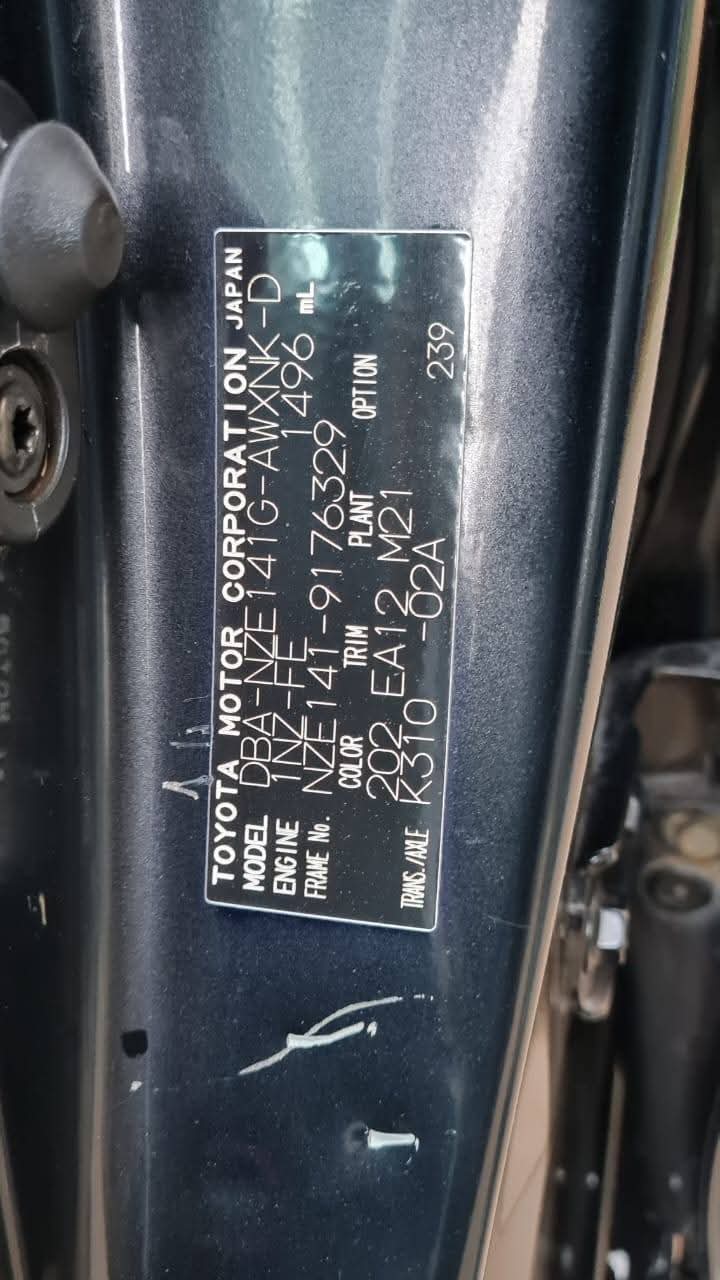 TOYOTA MOTOR CORPORATION JAPAN
MODEL DBA-NZE141G-AWXNK-D
ENGINE 1NZ-FE 1496 mL
FRAME No. NZE141-9176329
COLOR TRIM PLANT OPTION
202 EA12 M21
TRANS./AXLE K310 -02A 239